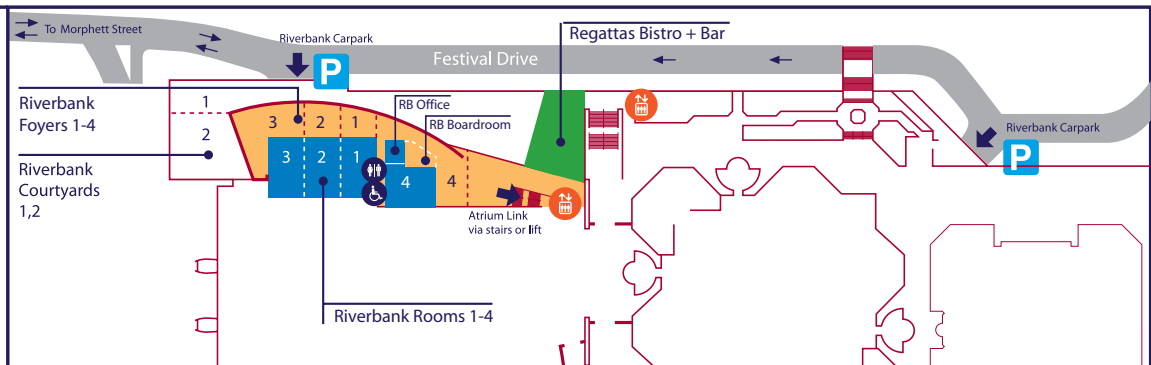 To Morphett Street
Riverbank Carpark
P
Festival Drive
Regattas Bistro + Bar
Riverbank
Foyers 1-4
Riverbank
Courtyards
1,2
1
2
3
2
1
RB Office
RB Boardroom
3
2
1
4
4
Atrium Link
via stairs or lift
Riverbank Rooms 1-4
Riverbank Carpark
P